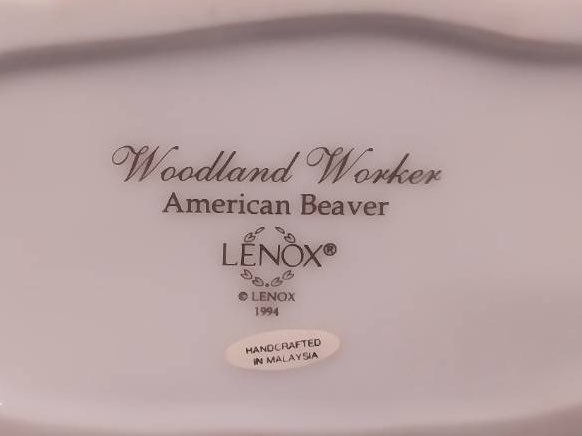 Woodland Worker
American Beaver
LENOX®
© LENOX
1994
HANDCRAFTED
IN MALAYSIA